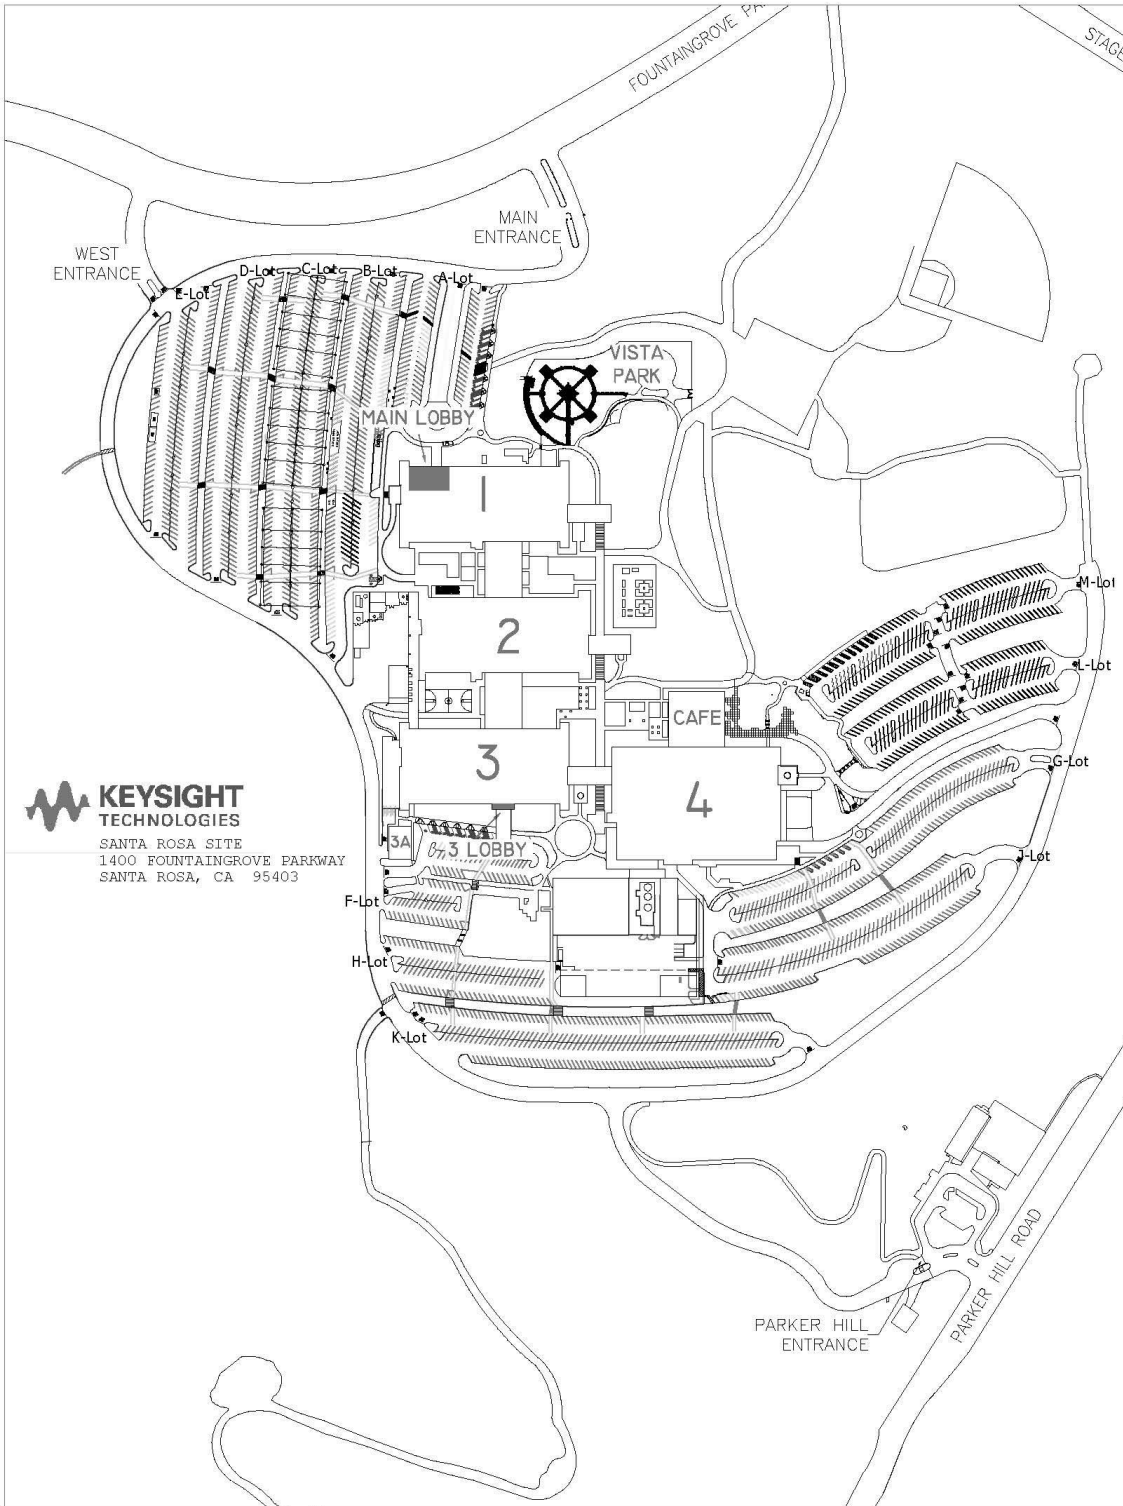 FOUNTAINGROVE
STAGE
MAIN
ENTRANCE
WEST
ENTRANCE
E-Lot
D-Lot
C-Lot
B-Lot
A-Lot
VISTA
PARK
MAIN LOBBY
1
2
M-Lot
L-Lot
CAFE
3
4
G-Lot
KEYSIGHT
TECHNOLOGIES
SANTA ROSA SITE
1400 FOUNTAINGROVE PARKWAY
SANTA ROSA, CA 95403
3A
3 LOBBY
J-Lot
F-Lot
H-Lot
K-Lot
PARKER HILL ROAD
PARKER HILL
ENTRANCE